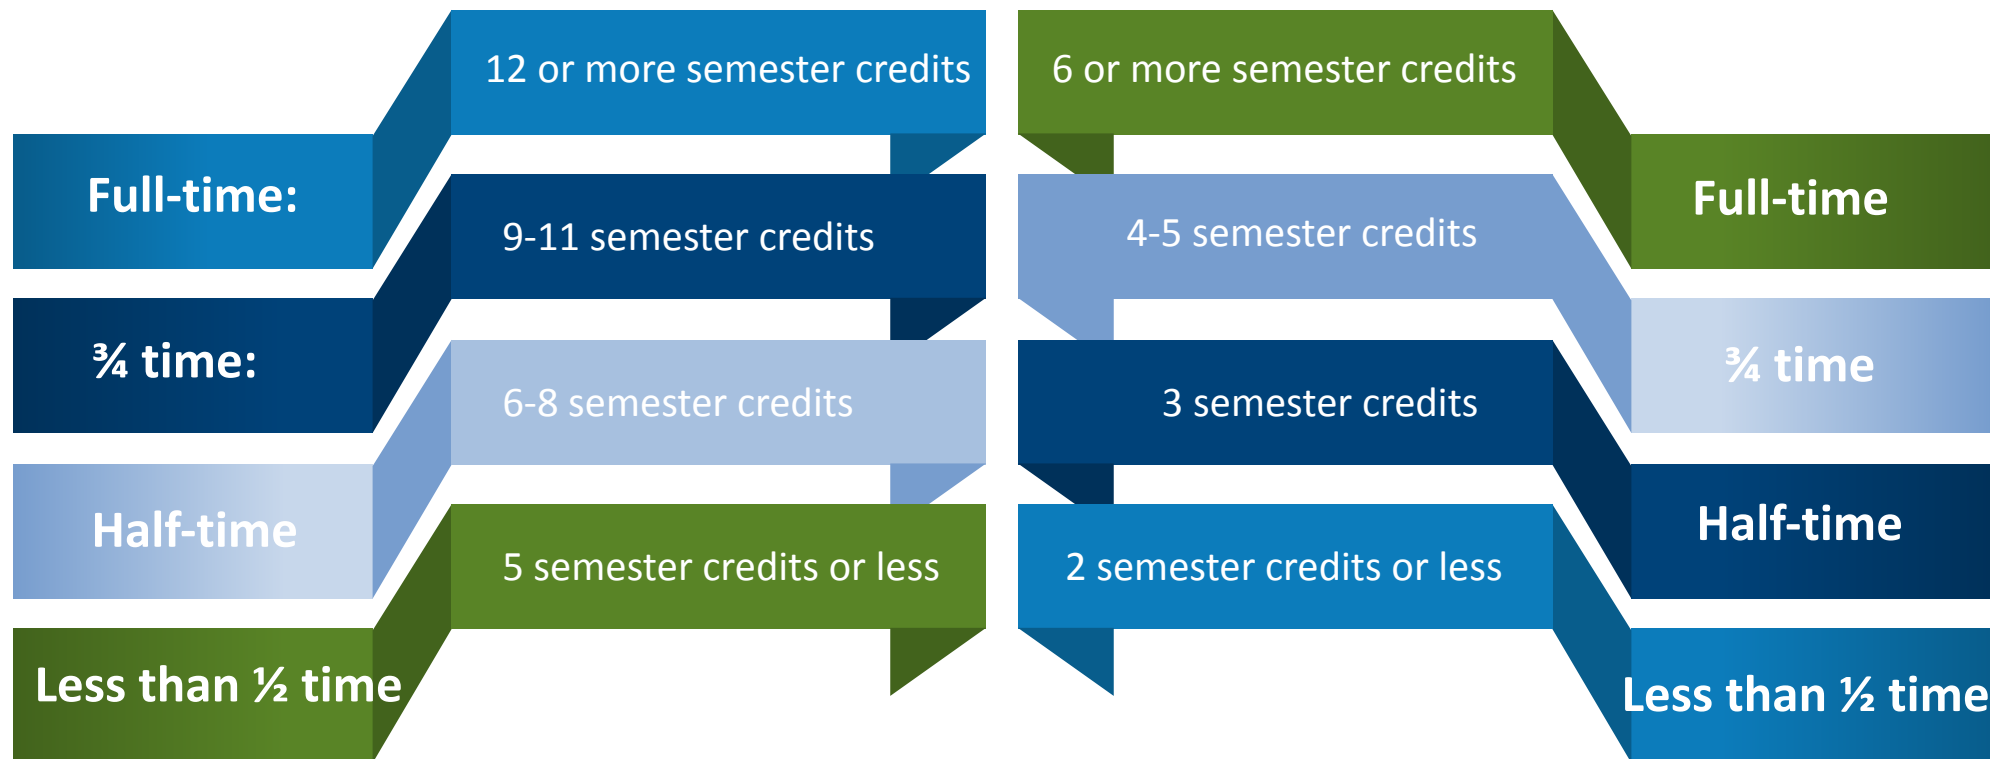 Full-time:
12 or more semester credits
¾ time:
9-11 semester credits
Half-time
6-8 semester credits
Less than ½ time
5 semester credits or less
6 or more semester credits
Full-time
4-5 semester credits
¾ time
3 semester credits
Half-time
2 semester credits or less
Less than ½ time